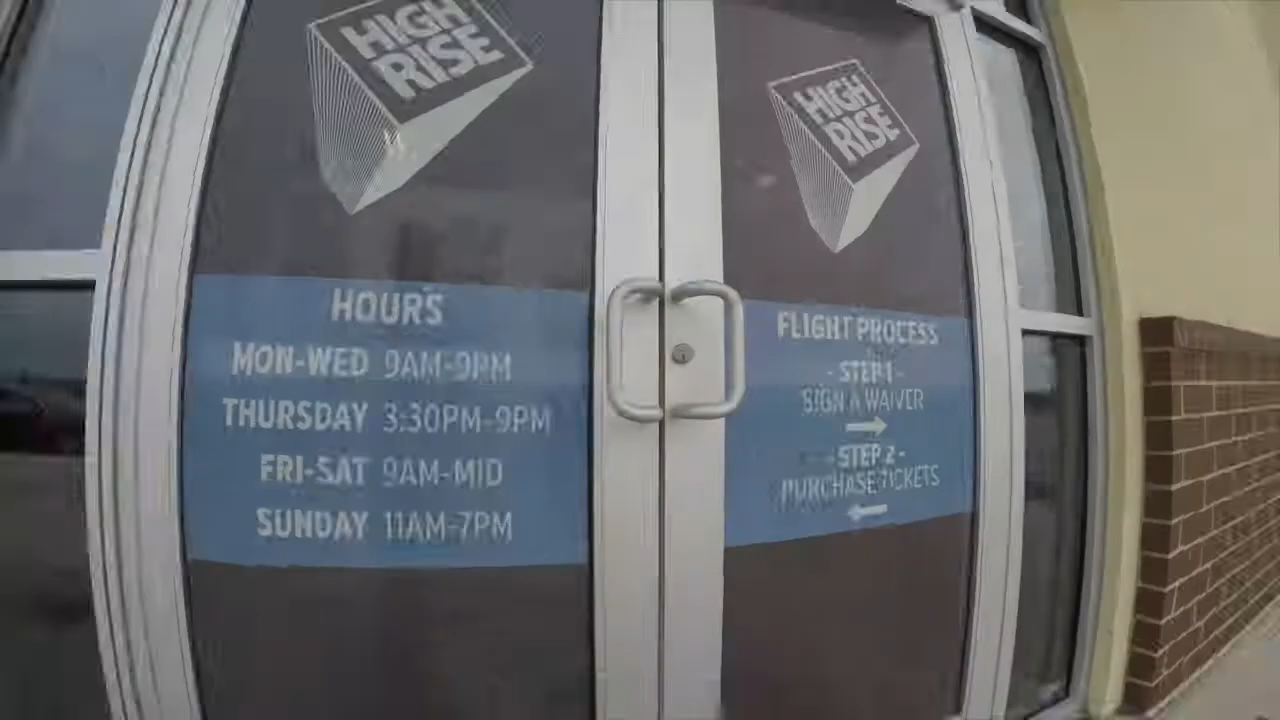 HIGH
RISE
HOURS
MON-WED 9AM-9PM
THURSDAY 3:30PM-9PM
FRI-SAT 9AM-MID
SUNDAY 11AM-7PM
HIGH
RISE
FLIGHT PROCESS
- STEP 1 -
SIGN A WAIVER
→
- STEP 2 -
PURCHASE TICKETS
←